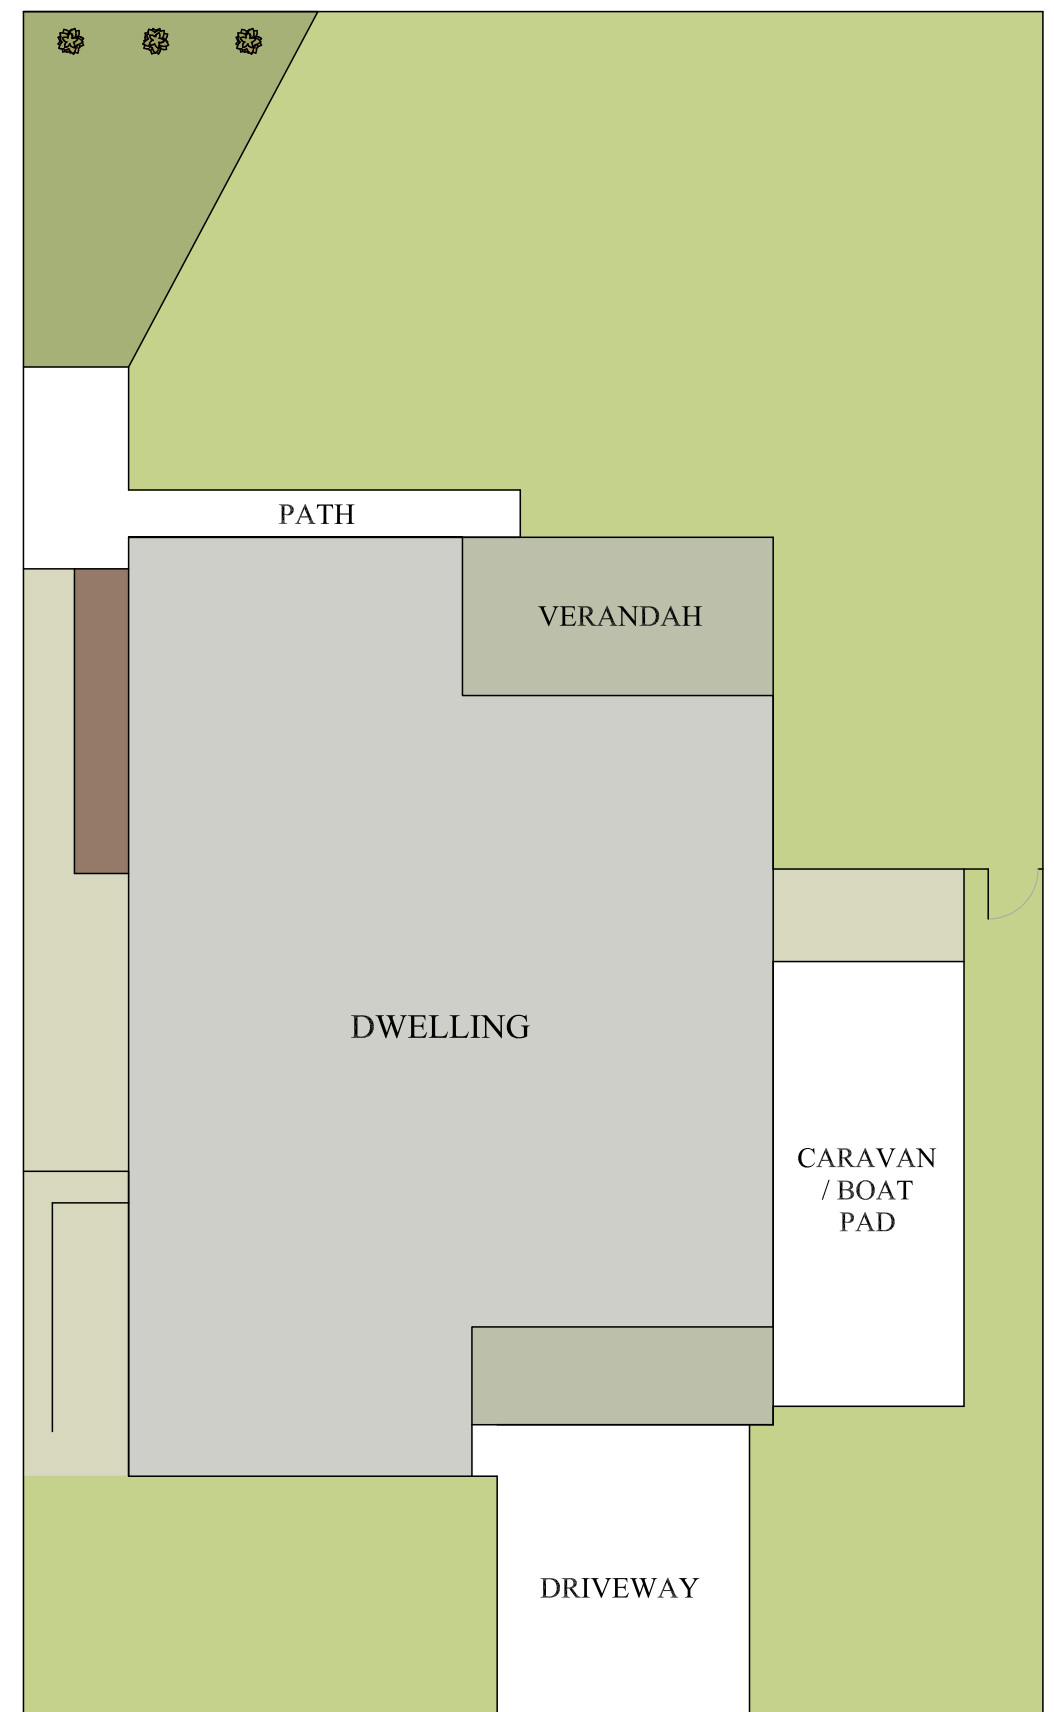 PATH
VERANDAH
DWELLING
CARAVAN
/ BOAT
PAD
DRIVEWAY